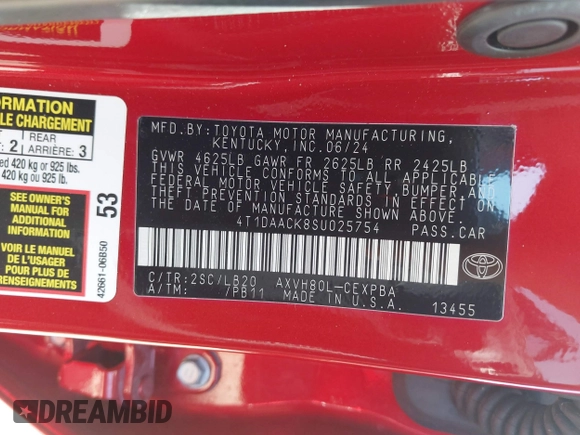 ORMATION
LE CHARGEMENT
2 REAR ARRIÈRE 3
ed 420 kg or 925 lbs.
420 kg ou 925 lb.
SEE OWNER'S
MANUAL FOR
ADDITIONAL
INFORMATION
VOIR LE MANUEL
DE L'USAGER
POUR PLUS DE
RENSEIGNEMENTS
53
42661-06B50
MFD.BY:TOYOTA MOTOR MANUFACTURING,
KENTUCKY, INC.06/24
GVWR 4625LB GAWR FR 2625LB RR 2425LB
THIS VEHICLE CONFORMS TO ALL APPLICABLE
FEDERAL MOTOR VEHICLE SAFETY,BUMPER,AND
THEFT PREVENTION STANDARDS IN EFFECT ON
THE DATE OF MANUFACTURE SHOWN ABOVE.
4T1DAACK8SU025754 PASS.CAR
C/TR:2SC/LB20 AXVH80L-CEXPBA
A/TM: /PB11 MADE IN U.S.A.
13455
DREAMBID